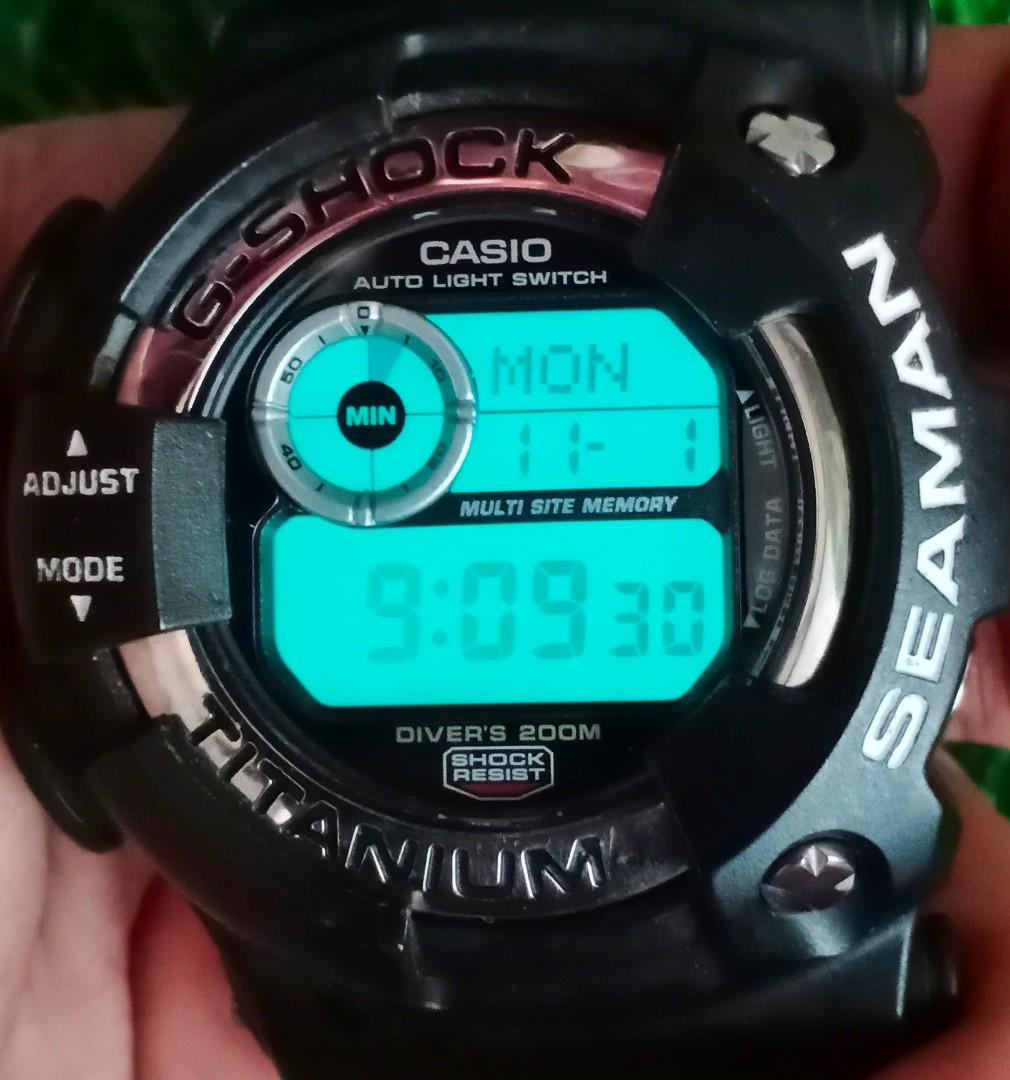 G-SHOCK
CASIO
AUTO LIGHT SWITCH
0
10
40
50
MIN
MON
11- 1
MULTI SITE MEMORY
9:09 30
ADJUST
MODE
LIGHT
LOG DATA
SEAMAN
DIVER'S 200M
SHOCK
RESIST
TITANIUM